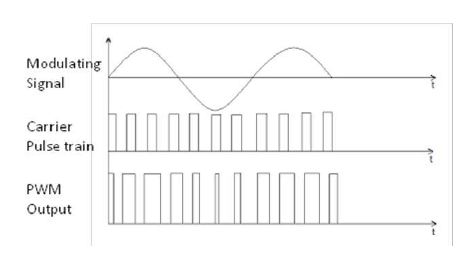 Modulating
Signal
t
Carrier
Pulse train
t
PWM
Output
t